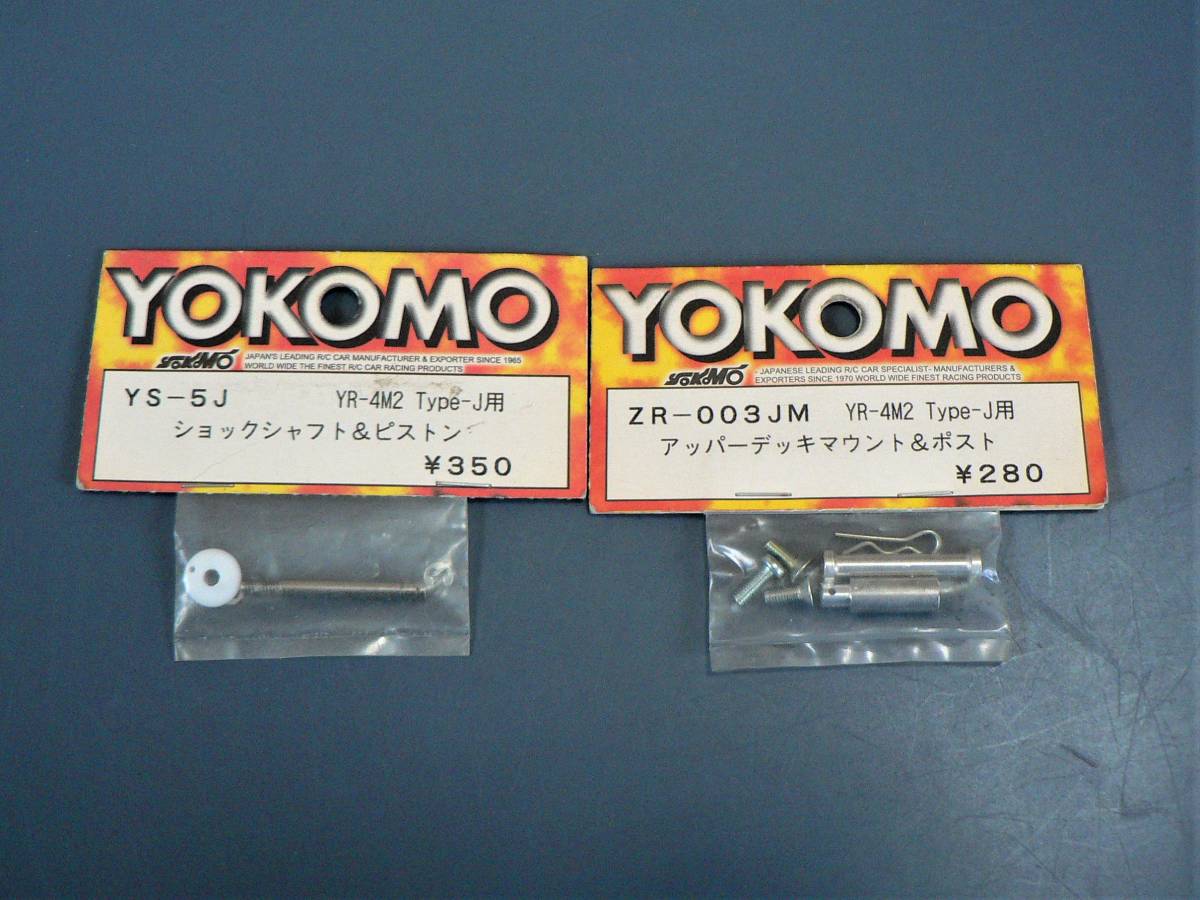 YOKOMO
YOKOMO JAPAN'S LEADING R/C CAR MANUFACTURER & EXPORTER SINCE 1965
WORLD WIDE THE FINEST R/C CAR RACING PRODUCTS
YS-5J YR-4M2 Type-J用
ショックシャフト&ピストン
¥350
YOKOMO
YOKOMO - JAPANESE LEADING R/C CAR SPECIALIST- MANUFACTURERS &
EXPORTERS SINCE 1970 WORLD WIDE FINEST RACING PRODUCTS
ZR-003JM YR-4M2 Type-J用
アッパーデッキマウント&ポスト
¥280